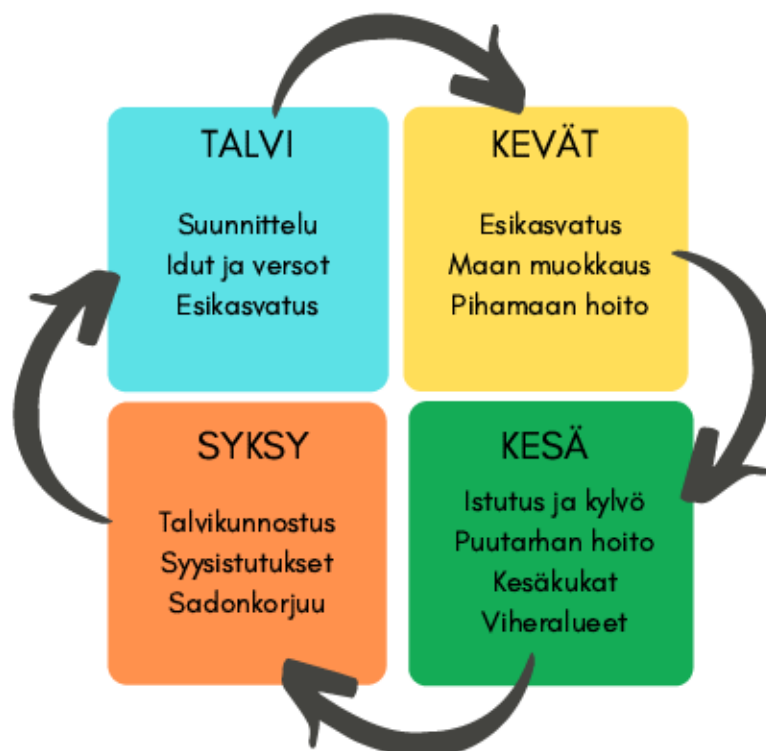 TALVI
Suunnittelu
Idut ja versot
Esikasvatus
KEVÄT
Esikasvatus
Maan muokkaus
Pihamaan hoito
SYKSY
Talvikunnostus
Syysistutukset
Sadonkorjuu
KESÄ
Istutus ja kylvö
Puutarhan hoito
Kesäkukat
Viheralueet